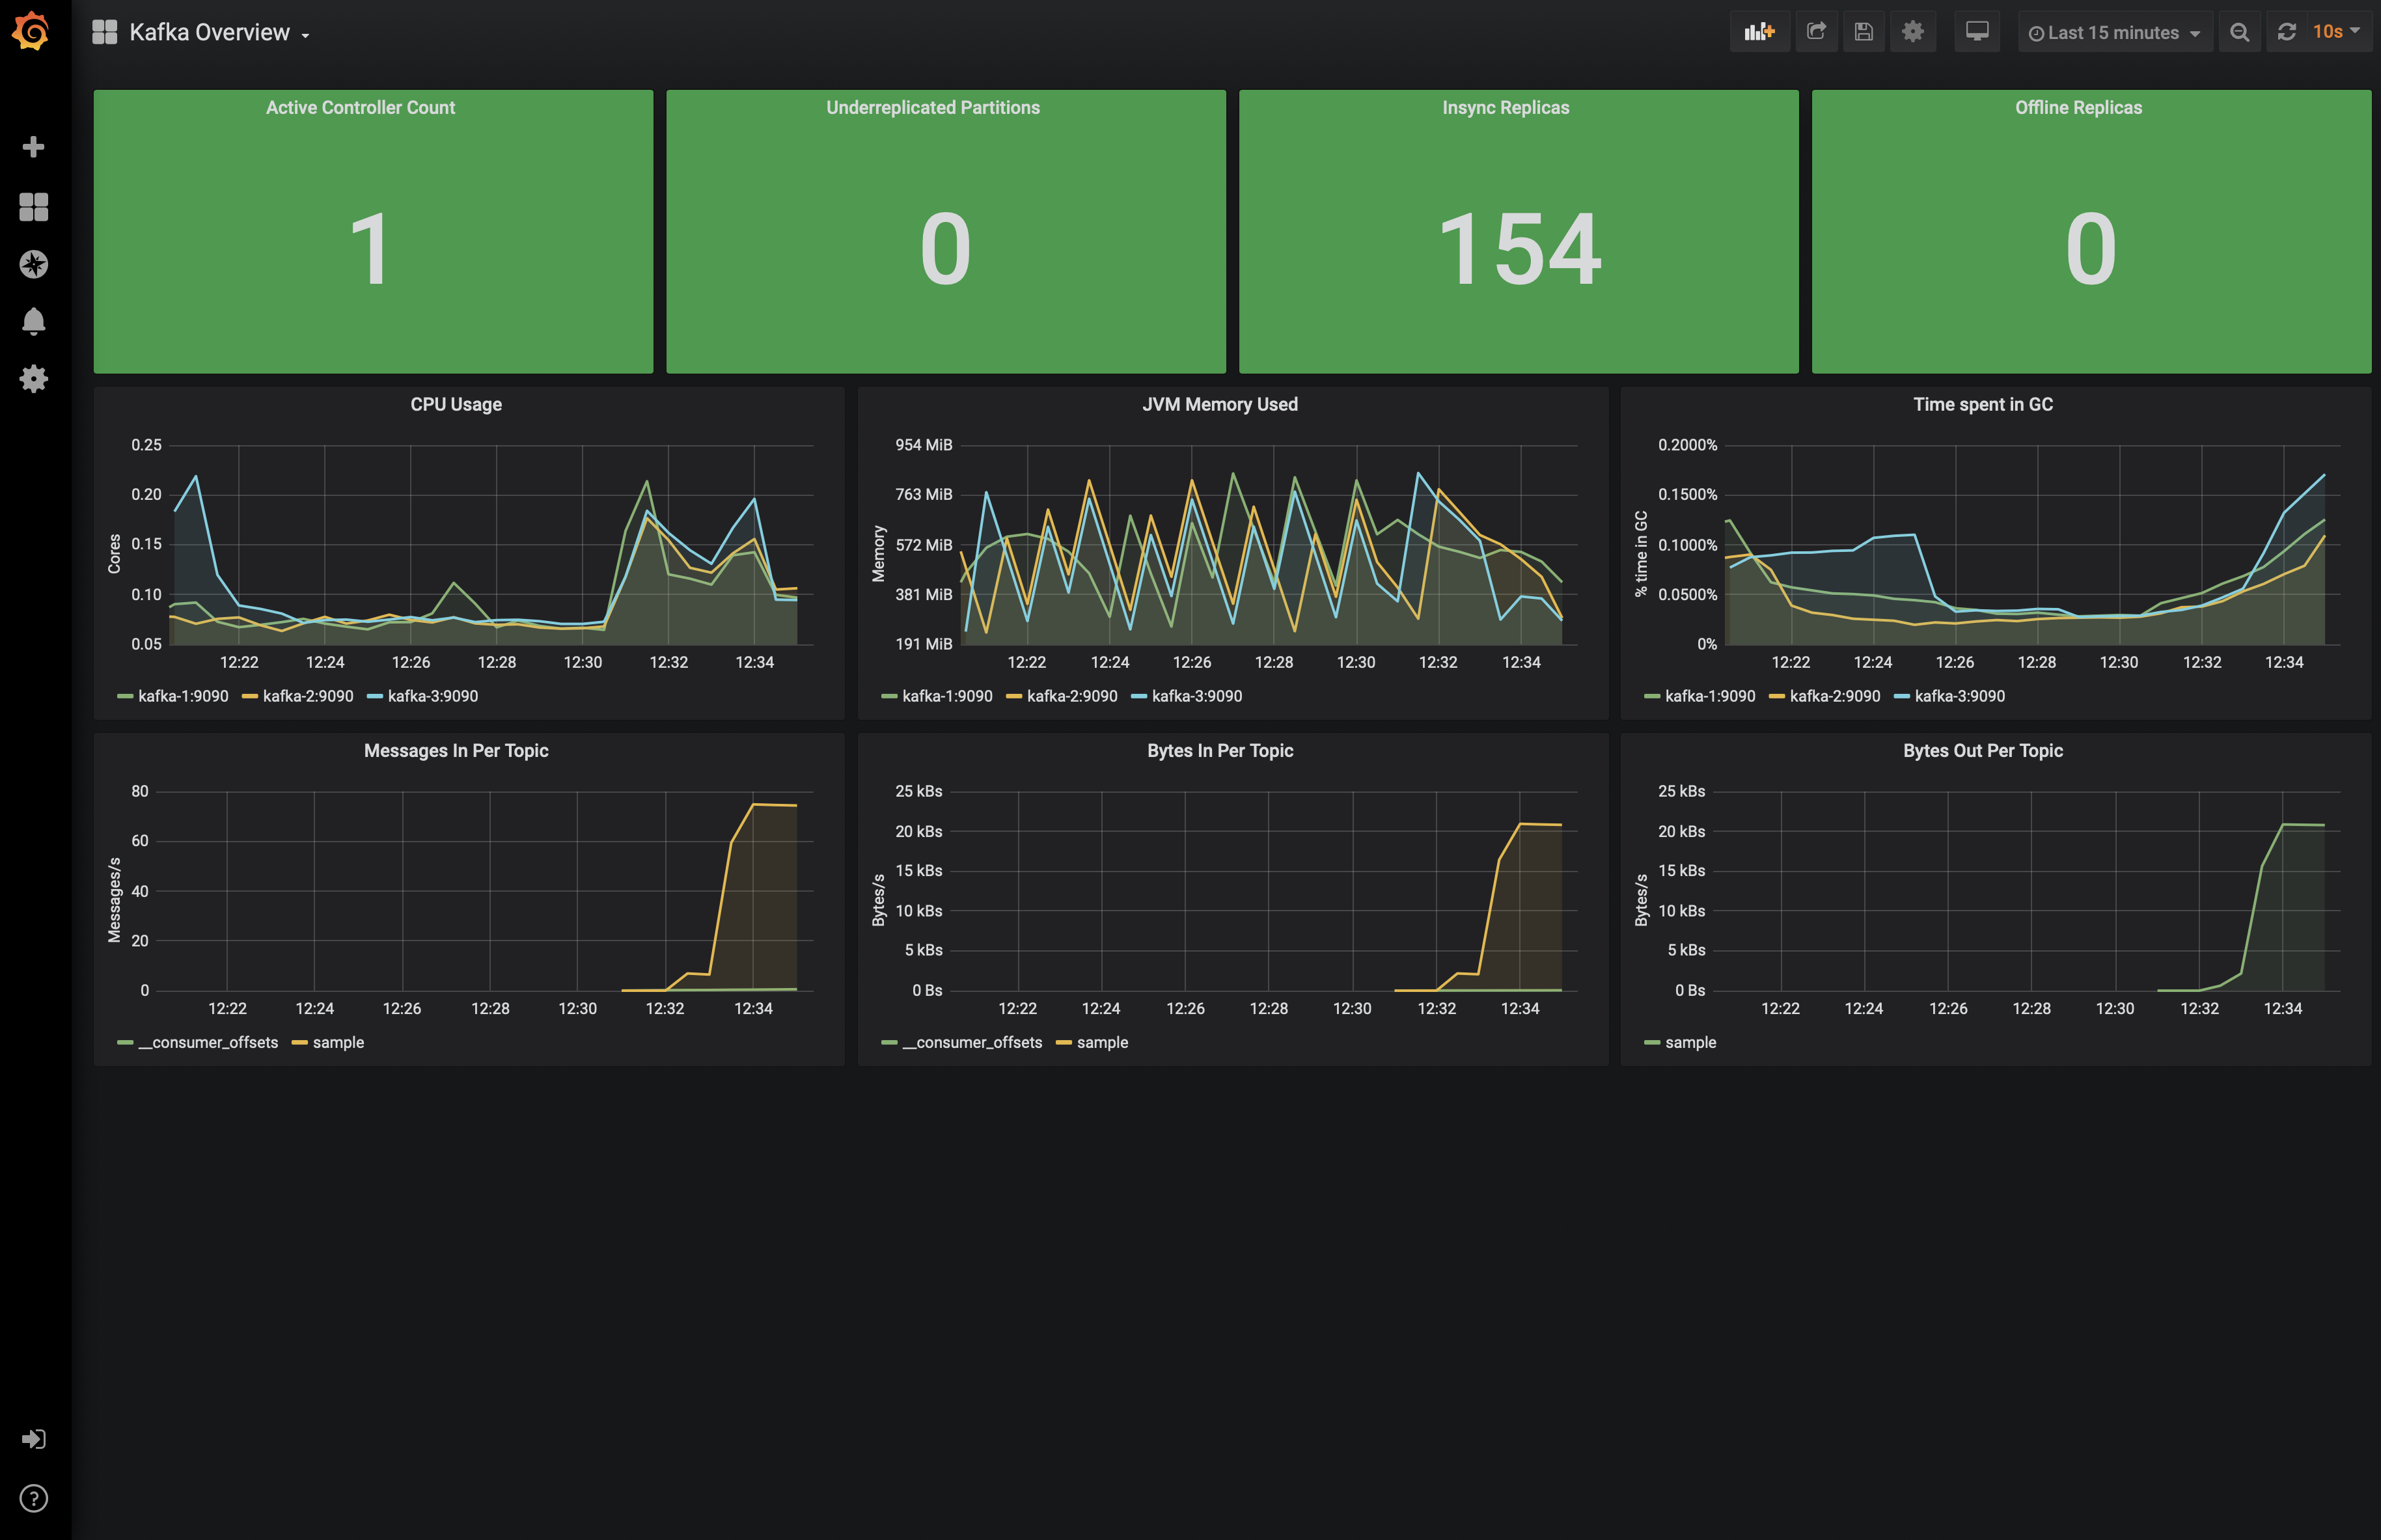 Kafka Overview
Last 15 minutes
10s
Active Controller Count
1
Underreplicated Partitions
0
Insync Replicas
154
Offline Replicas
0
CPU Usage
Cores
0.25
0.20
0.15
0.10
0.05
12:22 12:24 12:26 12:28 12:30 12:32 12:34
kafka-1:9090 kafka-2:9090 kafka-3:9090
JVM Memory Used
Memory
954 MiB
763 MiB
572 MiB
381 MiB
191 MiB
12:22 12:24 12:26 12:28 12:30 12:32 12:34
kafka-1:9090 kafka-2:9090 kafka-3:9090
Time spent in GC
% time in GC
0.2000%
0.1500%
0.1000%
0.0500%
0%
12:22 12:24 12:26 12:28 12:30 12:32 12:34
kafka-1:9090 kafka-2:9090 kafka-3:9090
Messages In Per Topic
Messages/s
80
60
40
20
0
12:22 12:24 12:26 12:28 12:30 12:32 12:34
__consumer_offsets sample
Bytes In Per Topic
Bytes/s
25 kBs
20 kBs
15 kBs
10 kBs
5 kBs
0 Bs
12:22 12:24 12:26 12:28 12:30 12:32 12:34
__consumer_offsets sample
Bytes Out Per Topic
Bytes/s
25 kBs
20 kBs
15 kBs
10 kBs
5 kBs
0 Bs
12:22 12:24 12:26 12:28 12:30 12:32 12:34
sample